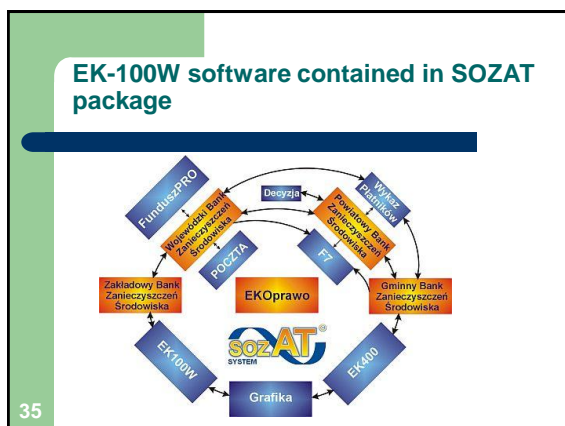 EK-100W software contained in SOZAT
package
FunduszPRO
Wojewódzki Bank
Zanieczyszczeń
Środowiska
POCZTA
Decyzja
Wykaz
Płatników
Powiatowy Bank
Zanieczyszczeń
Środowiska
F7
Zakładowy Bank
Zanieczyszczeń
Środowiska
EKOprawo
Gminny Bank
Zanieczyszczeń
Środowiska
SOZAT®
SYSTEM
EK100W
EK400
Grafika
35